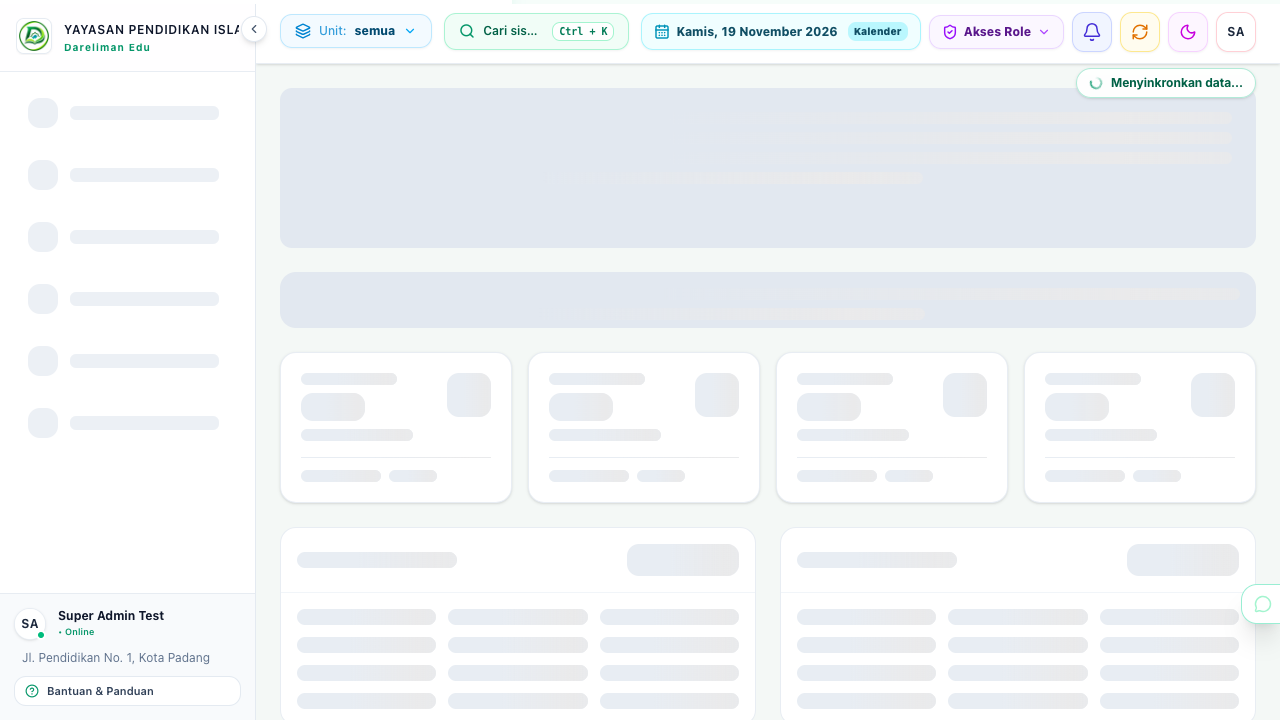 YAYASAN PENDIDIKAN ISLA
Dareliman Edu
Unit: semua
Cari sis...
Ctrl + K
Kamis, 19 November 2026
Kalender
Akses Role
SA
Menyinkronkan data...
SA
Super Admin Test
• Online
Jl. Pendidikan No. 1, Kota Padang
Bantuan & Panduan